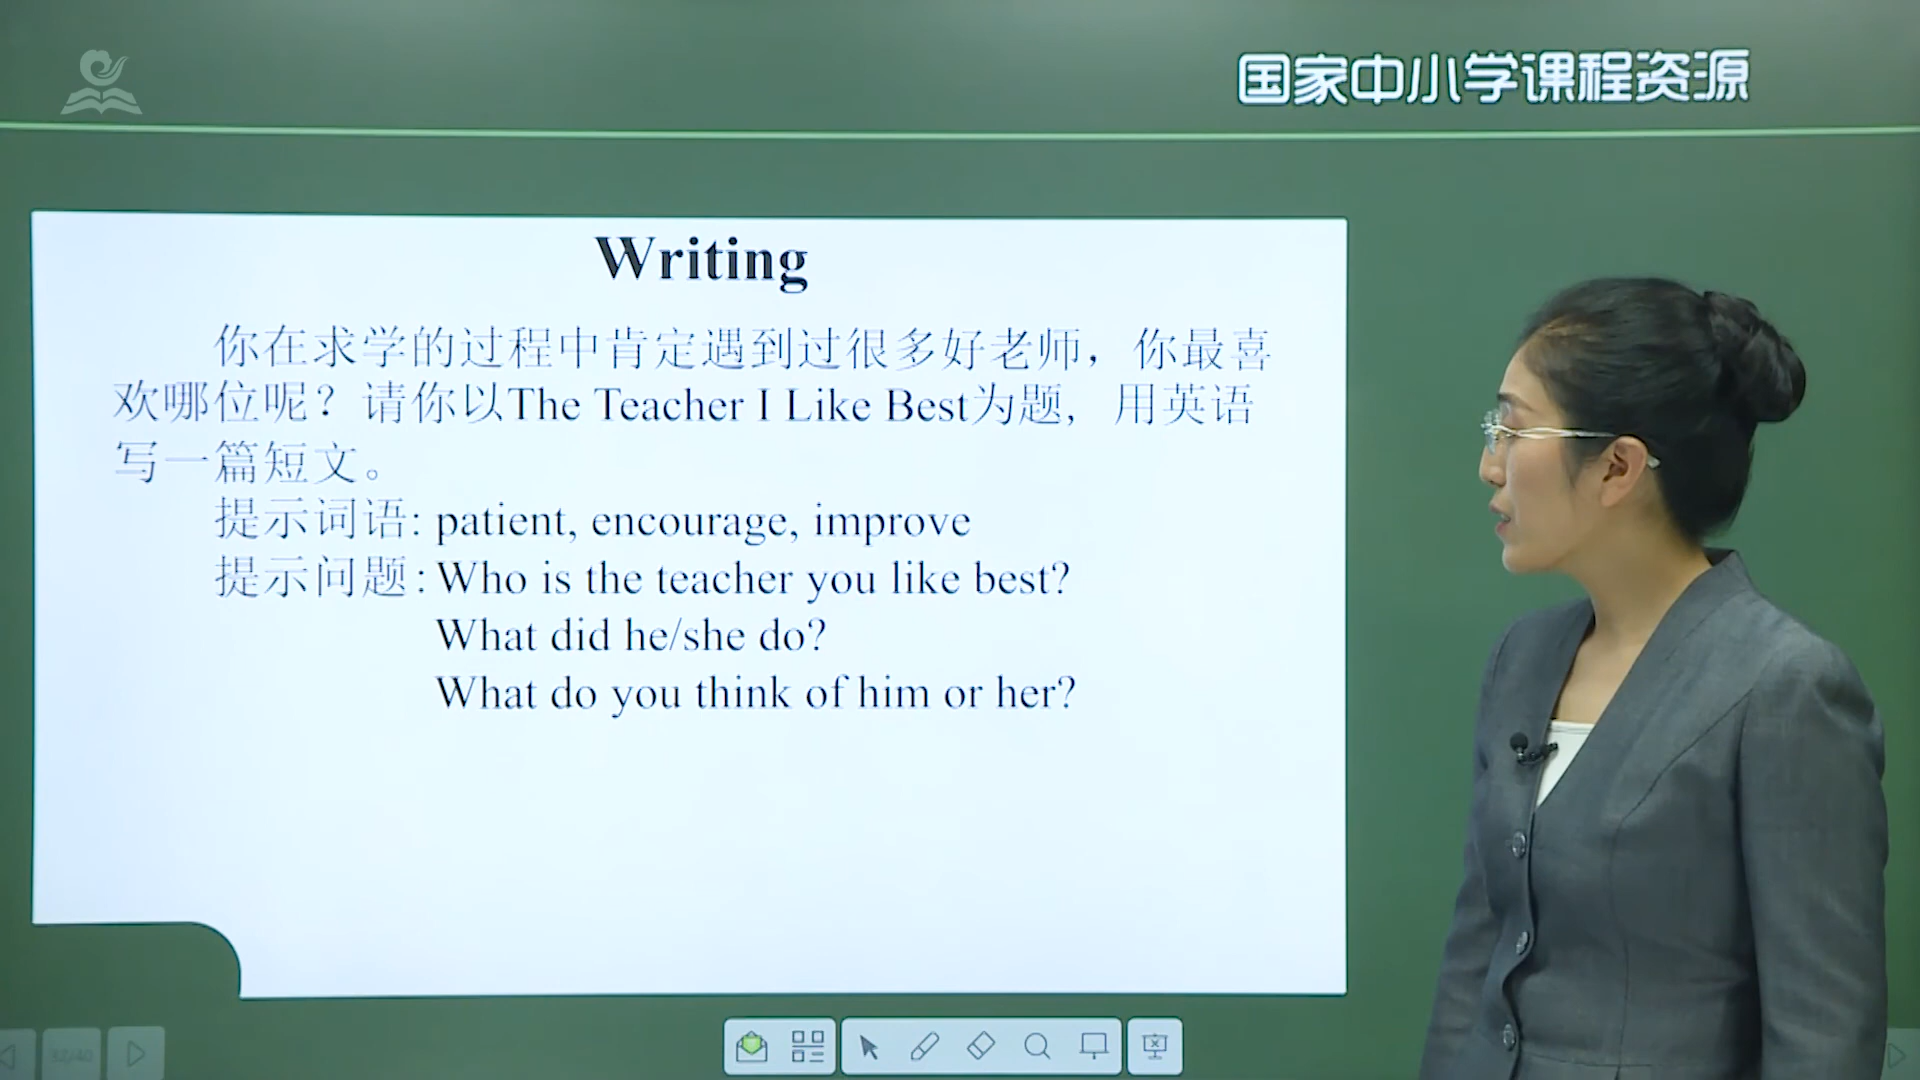 国家中小学课程资源
Writing
你在求学的过程中肯定遇到过很多好老师，你最喜
欢哪位呢？请你以The Teacher I Like Best为题，用英语
写一篇短文。
提示词语: patient, encourage, improve
提示问题: Who is the teacher you like best?
What did he/she do?
What do you think of him or her?